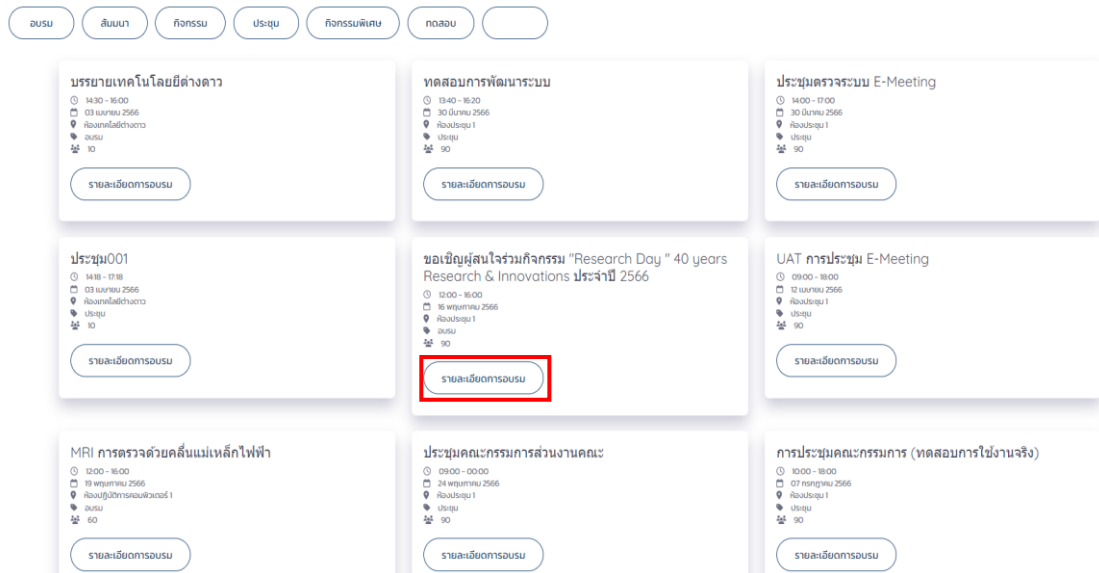 อบรม สัมมนา กิจกรรม ประชุม กิจกรรมพิเศษ ทดสอบ
บรรยายเทคโนโลยยีต่างดาว
14:30 - 16:00
03 เมษายน 2566
ห้องเทคโลยีต่างดาว
อบรม
10
รายละเอียดการอบรม
ทดสอบการพัฒนาระบบ
13:40 - 16:20
30 มีนาคม 2566
ห้องประชุม 1
ประชุม
90
รายละเอียดการอบรม
ประชุมตรวจระบบ E-Meeting
14:00 - 17:00
30 มีนาคม 2566
ห้องประชุม 1
ประชุม
90
รายละเอียดการอบรม
ประชุม001
14:18 - 17:18
03 เมษายน 2566
ห้องเทคโลยีต่างดาว
ประชุม
10
รายละเอียดการอบรม
ขอเชิญผู้สนใจร่วมกิจกรรม "Research Day " 40 years
Research & Innovations ประจำปี 2566
12:00 - 16:00
16 พฤษภาคม 2566
ห้องประชุม 1
อบรม
90
รายละเอียดการอบรม
UAT การประชุม E-Meeting
09:00 - 18:00
12 เมษายน 2566
ห้องประชุม 1
ประชุม
90
รายละเอียดการอบรม
MRI การตรวจด้วยคลื่นแม่เหล็กไฟฟ้า
12:00 - 16:00
19 พฤษภาคม 2566
ห้องปฏิบัติการคอมพิวเตอร์ 1
อบรม
60
รายละเอียดการอบรม
ประชุมคณะกรรมการส่วนงานคณะ
09:00 - 00:00
24 พฤษภาคม 2566
ห้องประชุม 1
ประชุม
90
รายละเอียดการอบรม
การประชุมคณะกรรมการ (ทดสอบการใช้งานจริง)
10:00 - 18:00
07 กรกฎาคม 2566
ห้องประชุม 1
ประชุม
90
รายละเอียดการอบรม